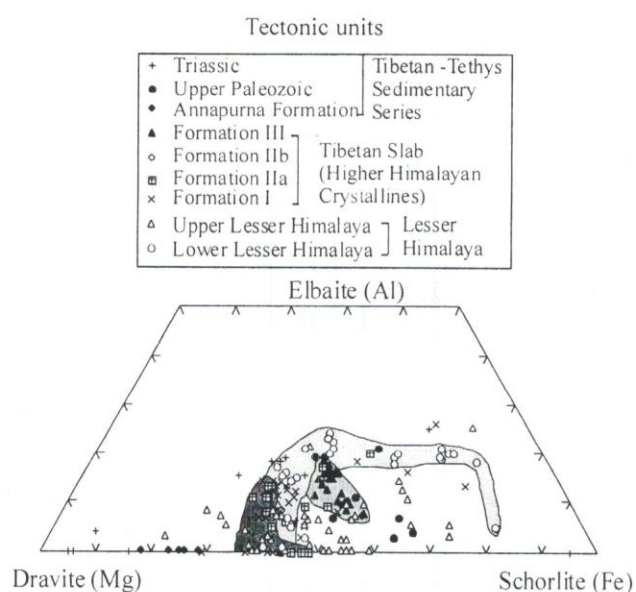 Tectonic units
Triassic
Upper Paleozoic
Annapurna Formation
Tibetan -Tethys
Sedimentary
Series
Formation III
Formation IIb
Formation IIa
Formation I
Tibetan Slab
(Higher Himalayan
Crystallines)
Upper Lesser Himalaya
Lower Lesser Himalaya
Lesser
Himalaya
Elbaite (Al)
Dravite (Mg)
Schorlite (Fe)